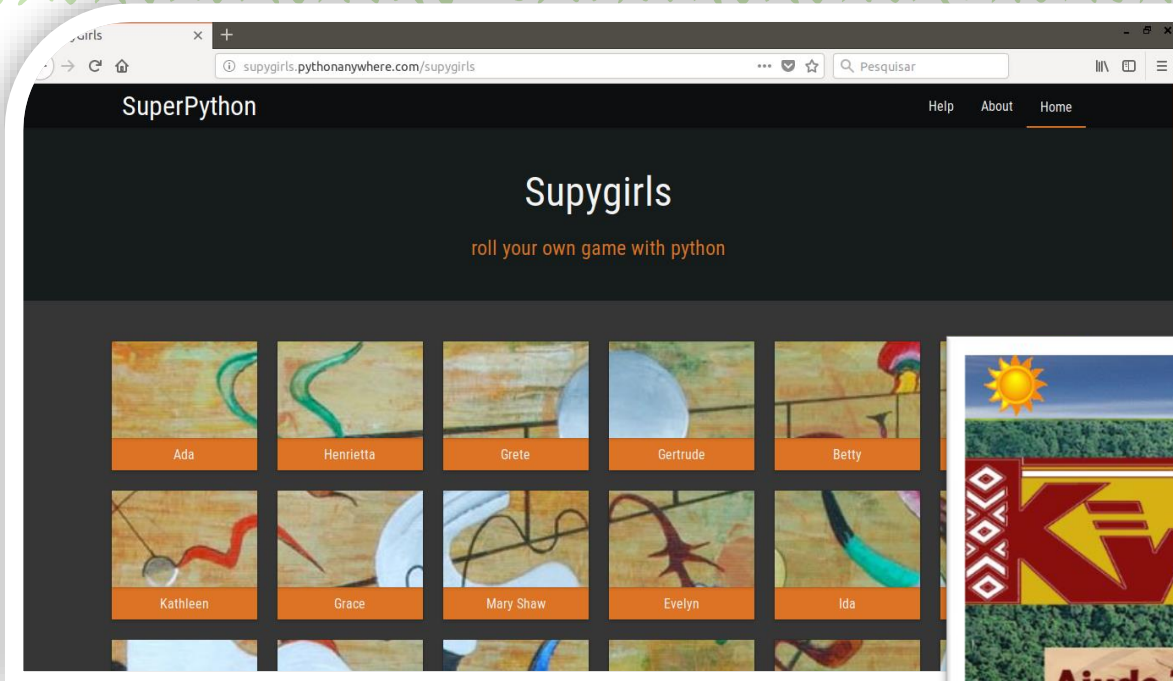 supygirls.pythonanywhere.com/supygirls
Pesquisar
SuperPython
Help About Home
Supygirls
roll your own game with python
Ada Henrietta Grete Gertrude Betty
Kathleen Grace Mary Shaw Evelyn Ida